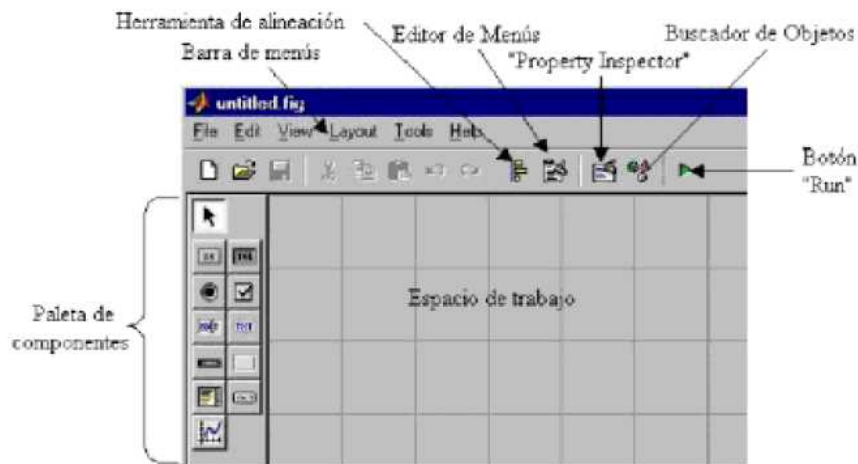 Herramienta de alineación
Editor de Menús
Buscador de Objetos
Barra de menús
"Property Inspector"
untitled.fig
File Edit View Layout Tools Help
Botón
"Run"
Espacio de trabajo
Paleta de
componentes